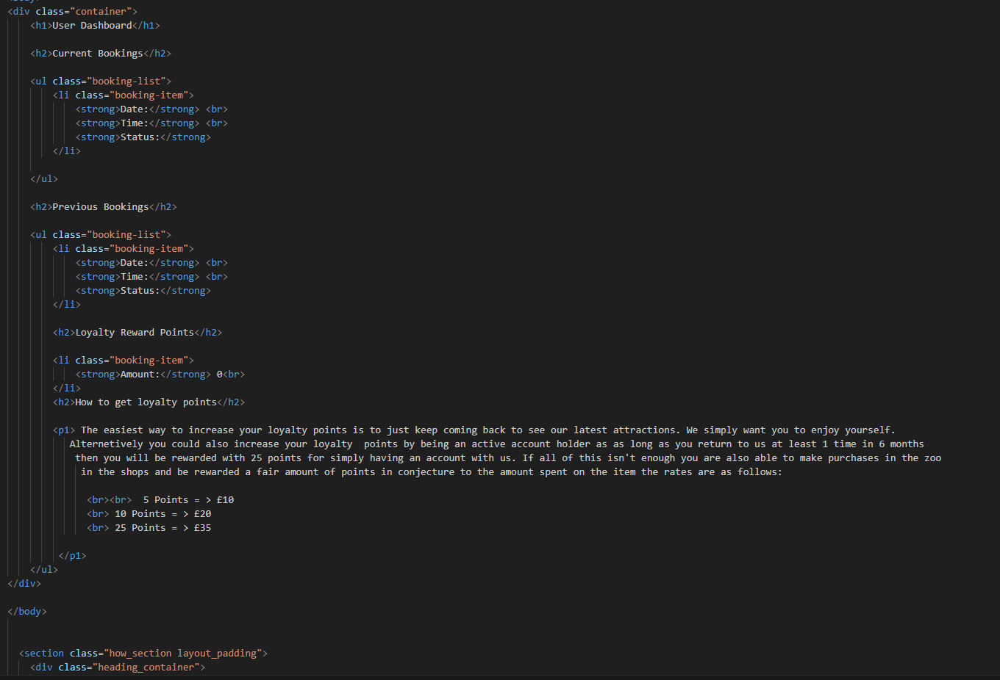 <div class="container">
<h1>User Dashboard</h1>
<h2>Current Bookings</h2>
<ul class="booking-list">
<li class="booking-item">
<strong>Date:</strong> <br>
<strong>Time:</strong> <br>
<strong>Status:</strong>
</li>
</ul>
<h2>Previous Bookings</h2>
<ul class="booking-list">
<li class="booking-item">
<strong>Date:</strong> <br>
<strong>Time:</strong> <br>
<strong>Status:</strong>
</li>
<h2>Loyalty Reward Points</h2>
<li class="booking-item">
<strong>Amount:</strong> 0<br>
</li>
<h2>How to get loyalty points</h2>
<p1> The easiest way to increase your loyalty points is to just keep coming back to see our latest attractions. We simply want you to enjoy yourself.
Alternetively you could also increase your loyalty  points by being an active account holder as as long as you return to us at least 1 time in 6 months
then you will be rewarded with 25 points for simply having an account with us. If all of this isn't enough you are also able to make purchases in the zoo
in the shops and be rewarded a fair amount of points in conjecture to the amount spent on the item the rates are as follows:
<br><br>  5 Points = > £10
<br> 10 Points = > £20
<br> 25 Points = > £35
</p1>
</ul>
</div>
</body>
<section class="how_section layout_padding">
<div class="heading_container">